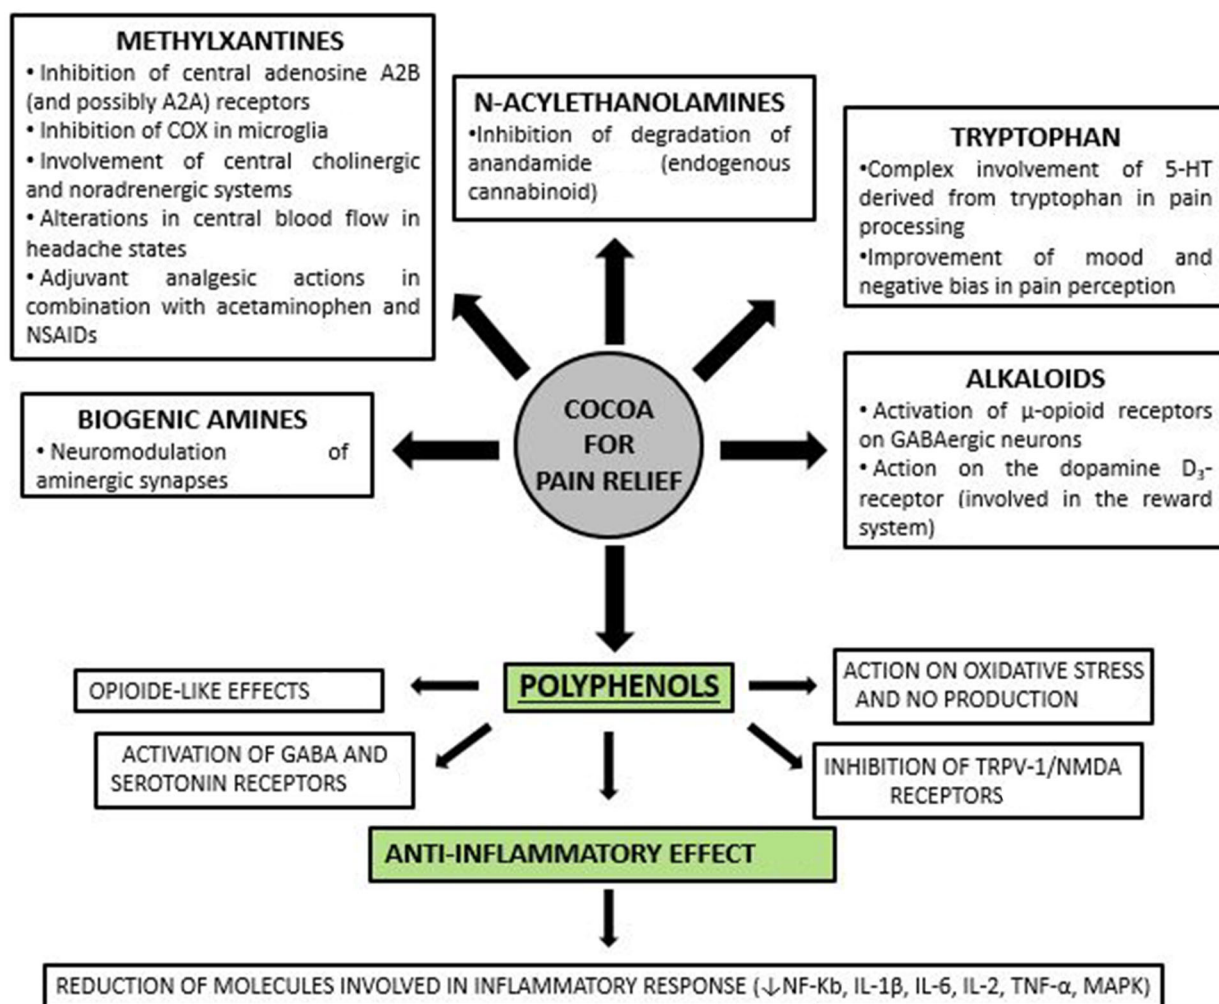 METHYLXANTINES
• Inhibition of central adenosine A2B
(and possibly A2A) receptors
• Inhibition of COX in microglia
• Involvement of central cholinergic
and noradrenergic systems
• Alterations in central blood flow in
headache states
• Adjuvant analgesic actions in
combination with acetaminophen and
NSAIDs
N-ACYLETHANOLAMINES
•Inhibition of degradation of
anandamide (endogenous
cannabinoid)
TRYPTOPHAN
•Complex involvement of 5-HT
derived from tryptophan in pain
processing
•Improvement of mood and
negative bias in pain perception
BIOGENIC AMINES
• Neuromodulation of
aminergic synapses
COCOA
FOR
PAIN RELIEF
ALKALOIDS
• Activation of μ-opioid receptors
on GABAergic neurons
• Action on the dopamine D₃-
receptor (involved in the reward
system)
POLYPHENOLS
OPIOIDE-LIKE EFFECTS
ACTION ON OXIDATIVE STRESS
AND NO PRODUCTION
ACTIVATION OF GABA AND
SEROTONIN RECEPTORS
INHIBITION OF TRPV-1/NMDA
RECEPTORS
ANTI-INFLAMMATORY EFFECT
REDUCTION OF MOLECULES INVOLVED IN INFLAMMATORY RESPONSE (↓NF-Kb, IL-1β, IL-6, IL-2, TNF-α, MAPK)